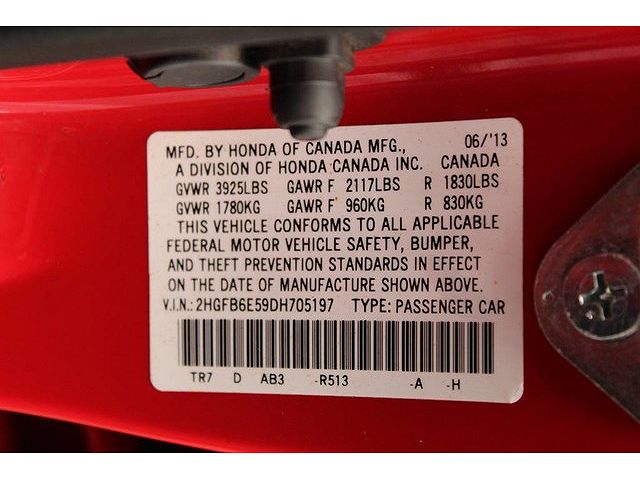 MFD. BY HONDA OF CANADA MFG., 06/'13
A DIVISION OF HONDA CANADA INC. CANADA
GVWR 3925LBS GAWR F 2117LBS R 1830LBS
GVWR 1780KG GAWR F 960KG R 830KG
THIS VEHICLE CONFORMS TO ALL APPLICABLE
FEDERAL MOTOR VEHICLE SAFETY, BUMPER,
AND THEFT PREVENTION STANDARDS IN EFFECT
ON THE DATE OF MANUFACTURE SHOWN ABOVE.
V.I.N.: 2HGFB6E59DH705197 TYPE: PASSENGER CAR
TR7 D AB3 -R513 -A -H